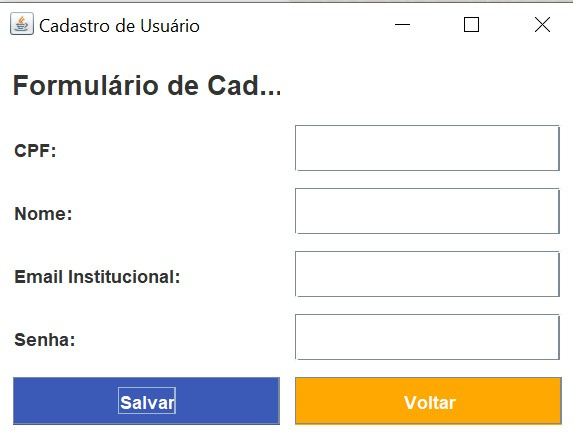 Cadastro de Usuário
Formulário de Cad...
CPF:
Nome:
Email Institucional:
Senha:
Salvar
Voltar